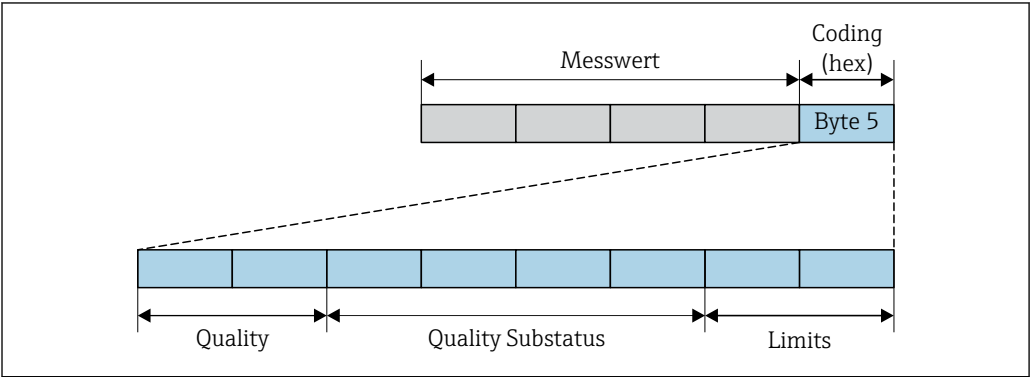 Coding
Messwert
(hex)
Byte 5
Quality
Quality Substatus
Limits